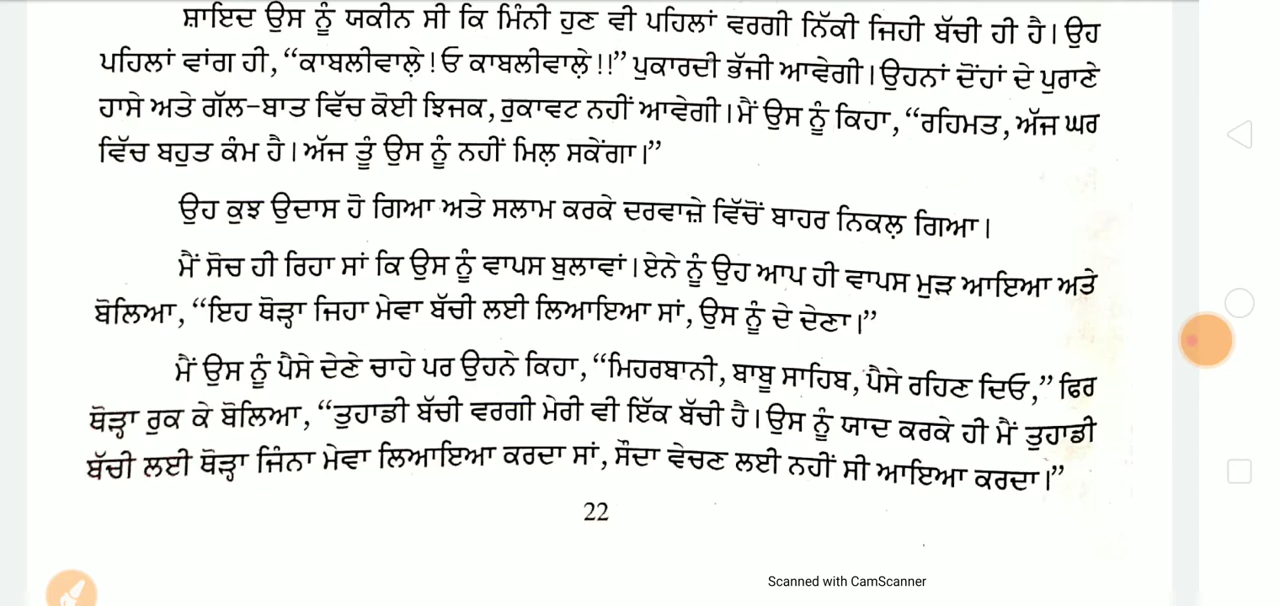 ਸ਼ਾਇਦ ਉਸ ਨੂੰ ਯਕੀਨ ਸੀ ਕਿ ਮਿੰਨੀ ਹੁਣ ਵੀ ਪਹਿਲਾਂ ਵਰਗੀ ਨਿੱਕੀ ਜਿਹੀ ਬੱਚੀ ਹੀ ਹੈ। ਉਹ
ਪਹਿਲਾਂ ਵਾਂਗ ਹੀ, “ਕਾਬਲੀਵਾਲ਼ੇ! ਓ ਕਾਬਲੀਵਾਲ਼ੇ!!” ਪੁਕਾਰਦੀ ਭੱਜੀ ਆਵੇਗੀ। ਉਹਨਾਂ ਦੋਂਹਾਂ ਦੇ ਪੁਰਾਣੇ
ਹਾਸੇ ਅਤੇ ਗੱਲ-ਬਾਤ ਵਿੱਚ ਕੋਈ ਝਿਜਕ, ਰੁਕਾਵਟ ਨਹੀਂ ਆਵੇਗੀ। ਮੈਂ ਉਸ ਨੂੰ ਕਿਹਾ, “ਰਹਿਮਤ, ਅੱਜ ਘਰ
ਵਿੱਚ ਬਹੁਤ ਕੰਮ ਹੈ। ਅੱਜ ਤੂੰ ਉਸ ਨੂੰ ਨਹੀਂ ਮਿਲ਼ ਸਕੇਂਗਾ।”
ਉਹ ਕੁਝ ਉਦਾਸ ਹੋ ਗਿਆ ਅਤੇ ਸਲਾਮ ਕਰਕੇ ਦਰਵਾਜ਼ੇ ਵਿੱਚੋਂ ਬਾਹਰ ਨਿਕਲ਼ ਗਿਆ।
ਮੈਂ ਸੋਚ ਹੀ ਰਿਹਾ ਸਾਂ ਕਿ ਉਸ ਨੂੰ ਵਾਪਸ ਬੁਲਾਵਾਂ। ਏਨੇ ਨੂੰ ਉਹ ਆਪ ਹੀ ਵਾਪਸ ਮੁੜ ਆਇਆ ਅਤੇ
ਬੋਲਿਆ, “ਇਹ ਥੋੜ੍ਹਾ ਜਿਹਾ ਮੇਵਾ ਬੱਚੀ ਲਈ ਲਿਆਇਆ ਸਾਂ, ਉਸ ਨੂੰ ਦੇ ਦੇਣਾ।”
ਮੈਂ ਉਸ ਨੂੰ ਪੈਸੇ ਦੇਣੇ ਚਾਹੇ ਪਰ ਉਹਨੇ ਕਿਹਾ, “ਮਿਹਰਬਾਨੀ, ਬਾਬੂ ਸਾਹਿਬ, ਪੈਸੇ ਰਹਿਣ ਦਿਓ,” ਫਿਰ
ਥੋੜ੍ਹਾ ਰੁਕ ਕੇ ਬੋਲਿਆ, “ਤੁਹਾਡੀ ਬੱਚੀ ਵਰਗੀ ਮੇਰੀ ਵੀ ਇੱਕ ਬੱਚੀ ਹੈ। ਉਸ ਨੂੰ ਯਾਦ ਕਰਕੇ ਹੀ ਮੈਂ ਤੁਹਾਡੀ
ਬੱਚੀ ਲਈ ਥੋੜ੍ਹਾ ਜਿੰਨਾ ਮੇਵਾ ਲਿਆਇਆ ਕਰਦਾ ਸਾਂ, ਸੌਦਾ ਵੇਚਣ ਲਈ ਨਹੀਂ ਸੀ ਆਇਆ ਕਰਦਾ।”
22
Scanned with CamScanner